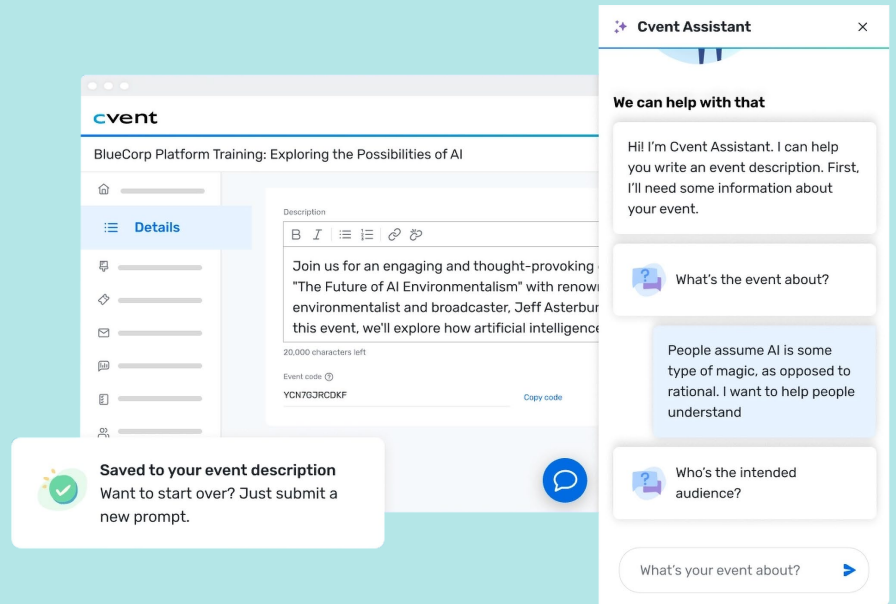 cvent
BlueCorp Platform Training: Exploring the Possibilities of AI
Details
Description
B I
Join us for an engaging and thought-provoking
"The Future of AI Environmentalism" with
environmentalist and broadcaster, Jeff
this event, we'll explore how artificial intelligence
20,000 characters left
Event code
YCN7GJRCDKF
Copy code
Saved to your event description
Want to start over? Just submit a
new prompt.
Cvent Assistant
We can help with that
Hi! I'm Cvent Assistant. I can help
you write an event description. First,
I'll need some information about
your event.
What's the event about?
People assume AI is some
type of magic, as opposed to
rational. I want to help people
understand
Who's the intended
audience?
What's your event about?